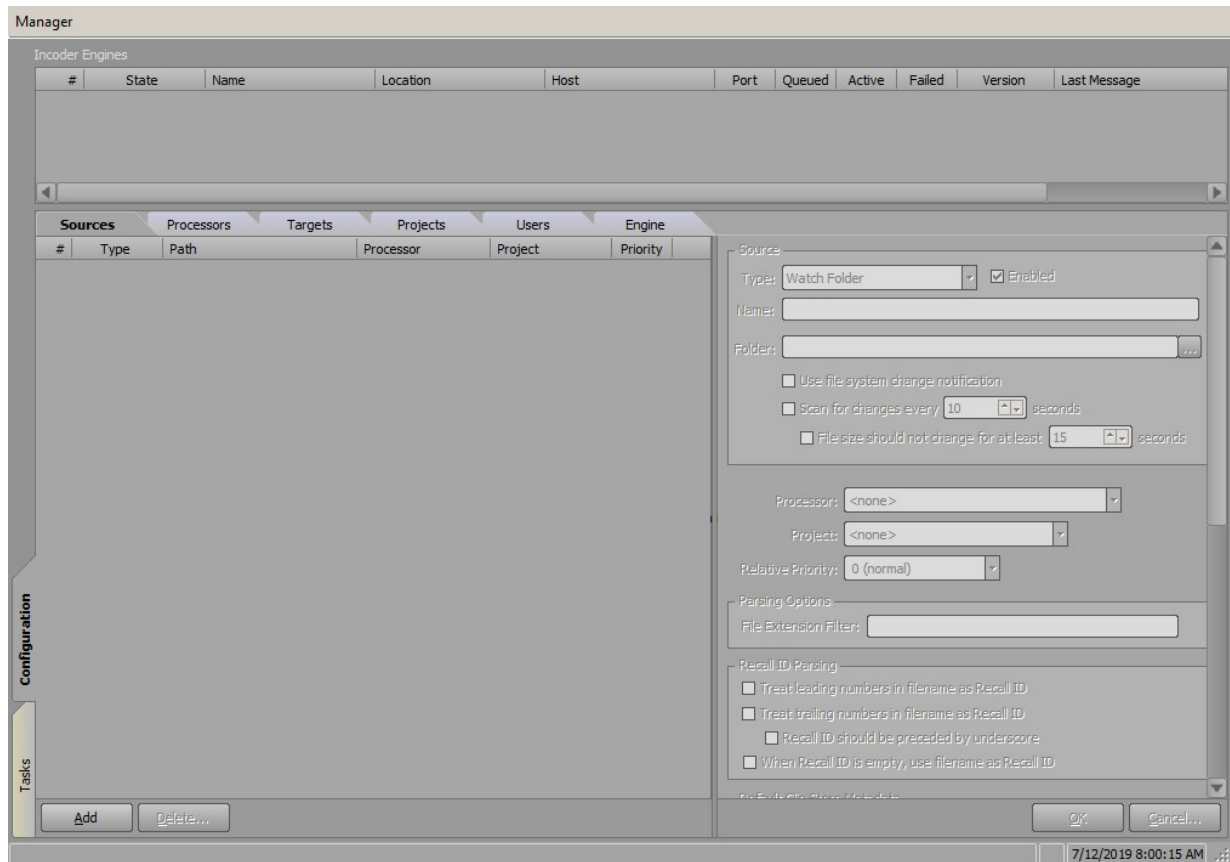 Manager
Incoder Engines
# State Name Location Host Port Queued Active Failed Version Last Message
Sources Processors Targets Projects Users Engine
# Type Path Processor Project Priority
Source
Type: Watch Folder Enabled
Name:
Folder: ...
Use file system change notification
Scan for changes every 10 seconds
File size should not change for at least 15 seconds
Processor: <none>
Project: <none>
Relative Priority: 0 (normal)
Parsing Options
File Extension Filter:
Recall ID Parsing
Treat leading numbers in filename as Recall ID
Treat trailing numbers in filename as Recall ID
Recall ID should be preceded by underscore
When Recall ID is empty, use filename as Recall ID
Configuration
Tasks
Add Delete... OK Cancel...
7/12/2019 8:00:15 AM